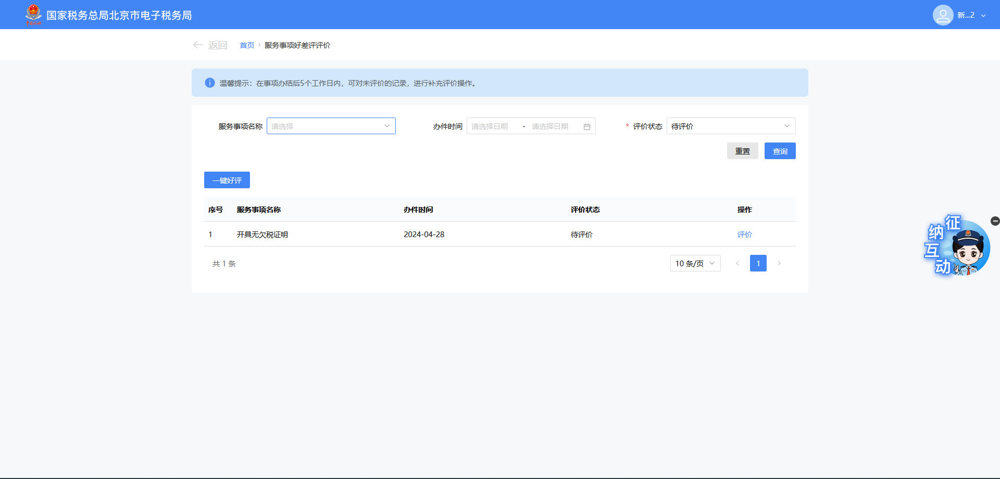 国家税务总局北京市电子税务局
新...2
返回 首页 > 服务事项好差评评价
温馨提示：在事项办结后5个工作日内，可对未评价的记录，进行补充评价操作。
服务事项名称 请选择 办件时间 请选择日期 - 请选择日期 * 评价状态 待评价
重置 查询
一键好评
序号 服务事项名称 办件时间 评价状态 操作
1 开具无欠税证明 2024-04-28 待评价 评价
共 1 条 10 条/页 < 1 >
征纳互动